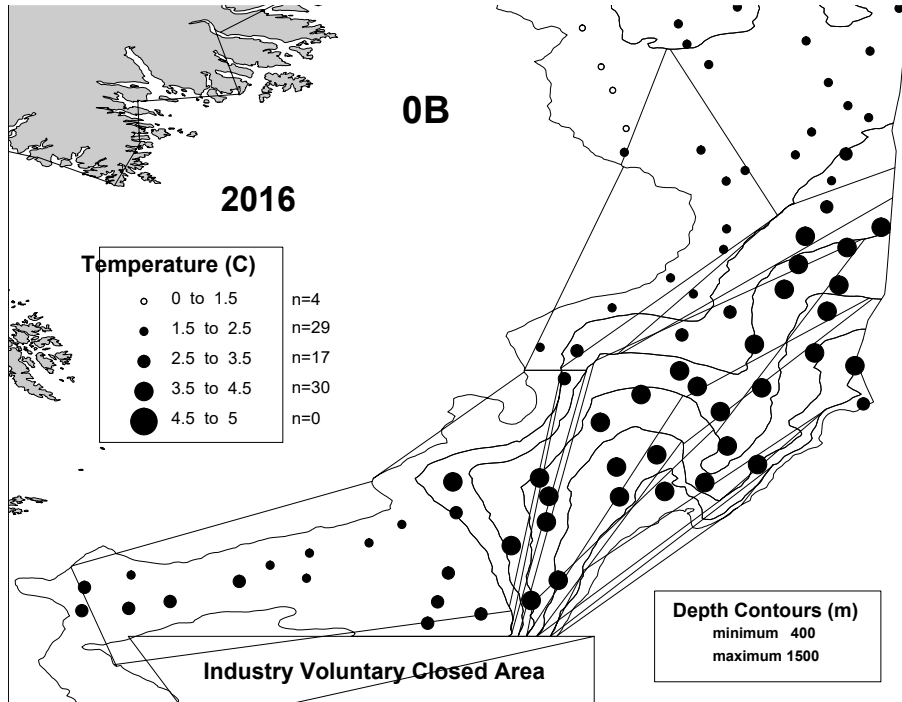 0B
2016
Temperature (C)
0 to 1.5 n=4
1.5 to 2.5 n=29
2.5 to 3.5 n=17
3.5 to 4.5 n=30
4.5 to 5 n=0
Depth Contours (m)
minimum 400
maximum 1500
Industry Voluntary Closed Area